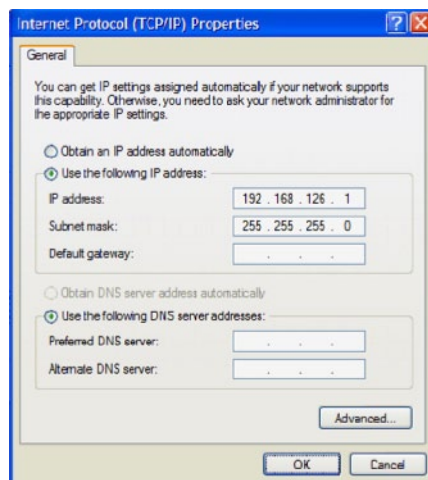 Internet Protocol (TCP/IP) Properties
General
You can get IP settings assigned automatically if your network supports
this capability. Otherwise, you need to ask your network administrator for
the appropriate IP settings.
Obtain an IP address automatically
Use the following IP address:
IP address: 192 . 168 . 126 . 1
Subnet mask: 255 . 255 . 255 . 0
Default gateway: . . .
Obtain DNS server address automatically
Use the following DNS server addresses:
Preferred DNS server: . . .
Alternate DNS server: . . .
Advanced...
OK Cancel